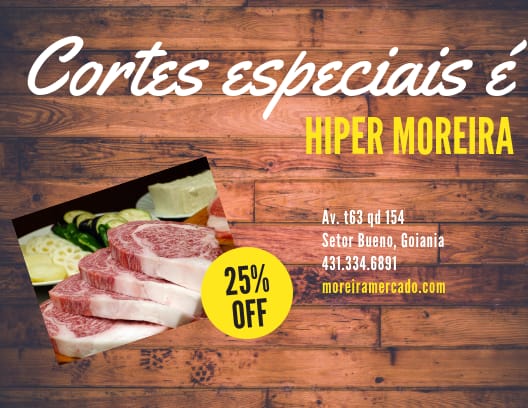 Cortes especiais é
HIPER MOREIRA
Av. t63 qd 154
Setor Bueno, Goiania
431.334.6891
moreiramercado.com
25%
OFF